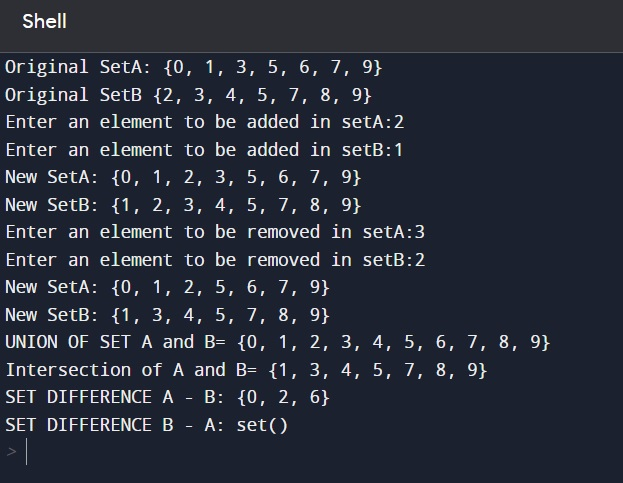 Shell
Original SetA: {0, 1, 3, 5, 6, 7, 9}
Original SetB {2, 3, 4, 5, 7, 8, 9}
Enter an element to be added in setA:2
Enter an element to be added in setB:1
New SetA: {0, 1, 2, 3, 5, 6, 7, 9}
New SetB: {1, 2, 3, 4, 5, 7, 8, 9}
Enter an element to be removed in setA:3
Enter an element to be removed in setB:2
New SetA: {0, 1, 2, 5, 6, 7, 9}
New SetB: {1, 3, 4, 5, 7, 8, 9}
UNION OF SET A and B= {0, 1, 2, 3, 4, 5, 6, 7, 8, 9}
Intersection of A and B= {1, 3, 4, 5, 7, 8, 9}
SET DIFFERENCE A - B: {0, 2, 6}
SET DIFFERENCE B - A: set()
>